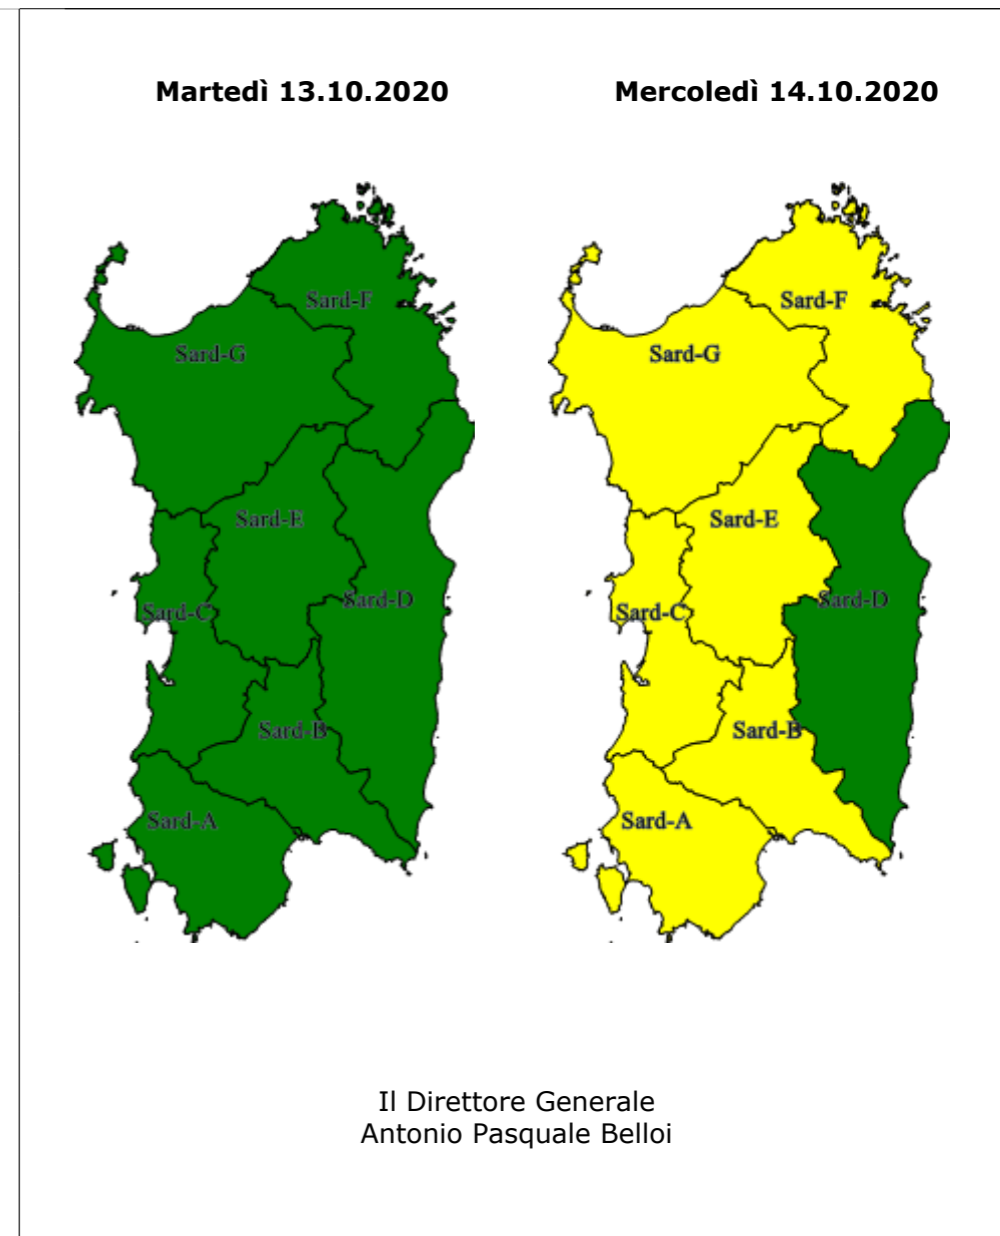 Martedì 13.10.2020
Mercoledì 14.10.2020
Sard-F
Sard-G
Sard-E
Sard-D
Sard-C
Sard-B
Sard-A
Sard-F
Sard-G
Sard-E
Sard-D
Sard-C
Sard-B
Sard-A
Il Direttore Generale
Antonio Pasquale Belloi